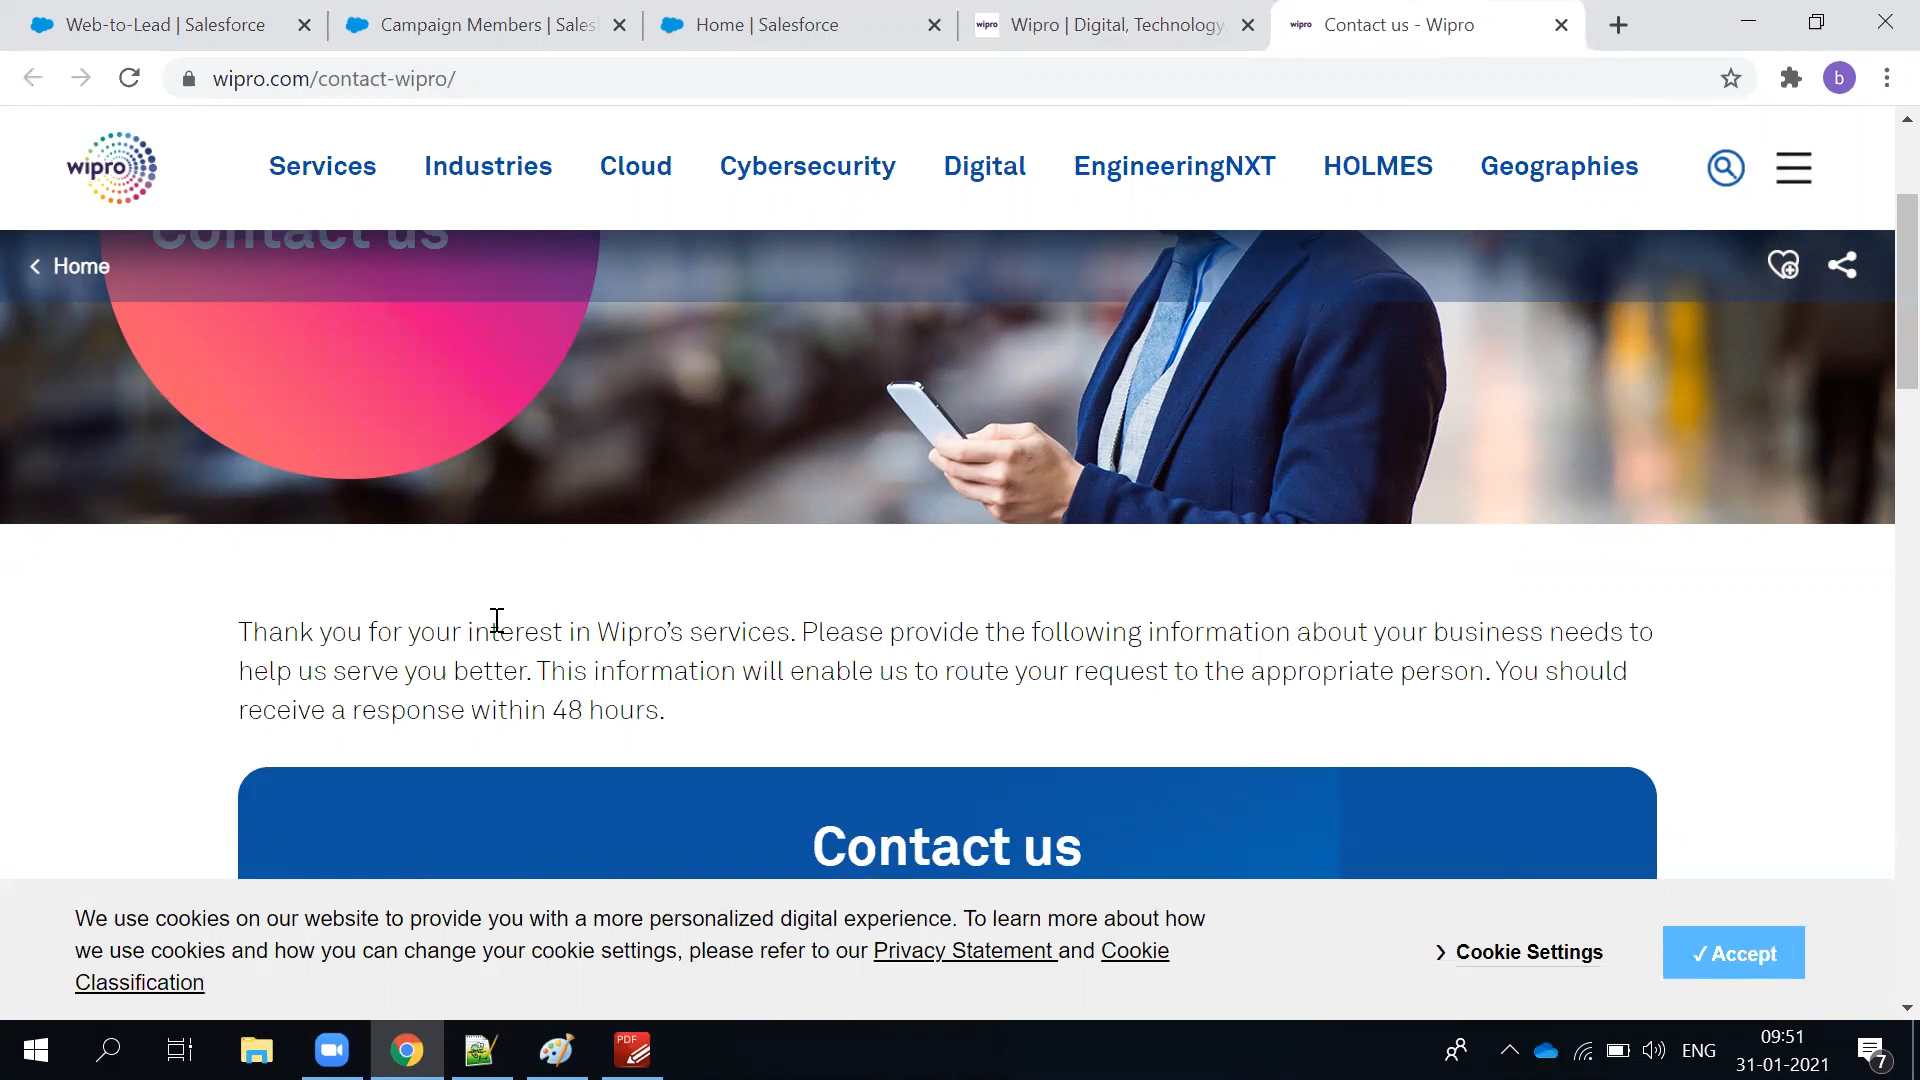 Web-to-Lead | Salesforce
Campaign Members | Sales
Home | Salesforce
wipro Wipro | Digital, Technology,
wipro Contact us - Wipro
wipro.com/contact-wipro/
b
wipro
Services
Industries
Cloud
Cybersecurity
Digital
EngineeringNXT
HOLMES
Geographies
Contact us
Home
Thank you for your interest in Wipro’s services. Please provide the following information about your business needs to
help us serve you better. This information will enable us to route your request to the appropriate person. You should
receive a response within 48 hours.
Contact us
We use cookies on our website to provide you with a more personalized digital experience. To learn more about how
we use cookies and how you can change your cookie settings, please refer to our Privacy Statement and Cookie
Classification
Cookie Settings
✓ Accept
PDF
ENG
09:51
31-01-2021
7